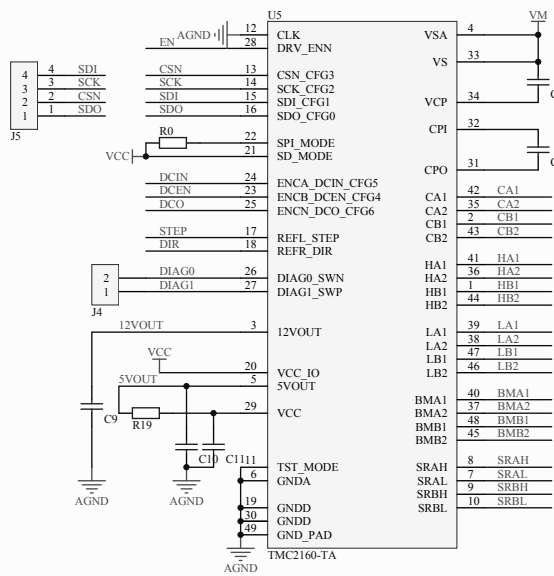 U5
VM
AGND 12 CLK VSA 4
EN 28 DRV_ENN
VS 33
4 4 SDI CSN 13 CSN_CFG3
3 3 SCK SCK 14 SCK_CFG2
2 2 CSN SDI 15 SDI_CFG1 VCP 34 C
1 1 SDO SDO 16 SDO_CFG0
J5
CPI 32
R0 22 SPI_MODE
VCC 21 SD_MODE C
CPO 31
DCIN 24 ENCA_DCIN_CFG5
DCEN 23 ENCB_DCEN_CFG4 CA1 42 CA1
DCO 25 ENCN_DCO_CFG6 CA2 35 CA2
CB1 2 CB1
STEP 17 REFL_STEP CB2 43 CB2
DIR 18 REFR_DIR
HA1 41 HA1
2 DIAG0 26 DIAG0_SWN HA2 36 HA2
1 DIAG1 27 DIAG1_SWP HB1 1 HB1
J4 HB2 44 HB2
12VOUT 3 12VOUT LA1 39 LA1
LA2 38 LA2
VCC LB1 47 LB1
20 VCC_IO LB2 46 LB2
5VOUT 5 5VOUT
BMA1 40 BMA1
C9 R19 29 VCC BMA2 37 BMA2
BMB1 48 BMB1
BMB2 45 BMB2
C10 C11
11 TST_MODE SRAH 8 SRAH
6 GNDA SRAL 7 SRAL
AGND AGND SRBH 9 SRBH
19 GNDD SRBL 10 SRBL
30 GNDD
49 GND_PAD
AGND TMC2160-TA